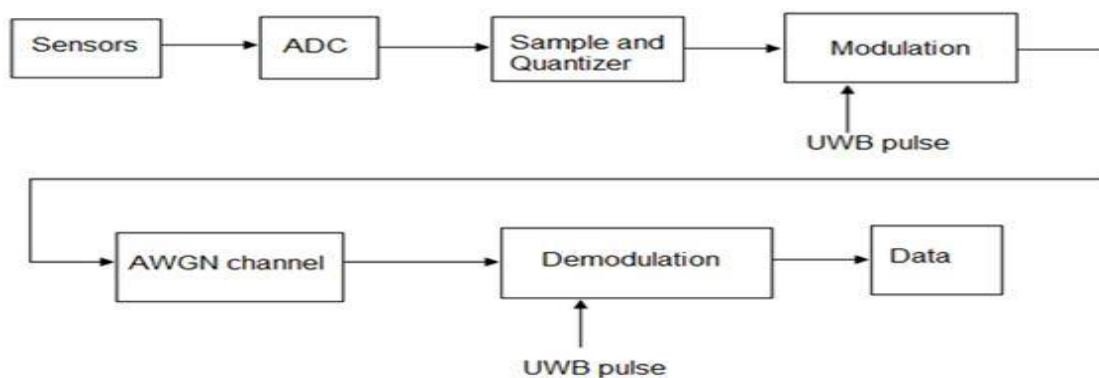 Sensors
ADC
Sample and
Quantizer
Modulation
UWB pulse
AWGN channel
Demodulation
Data
UWB pulse